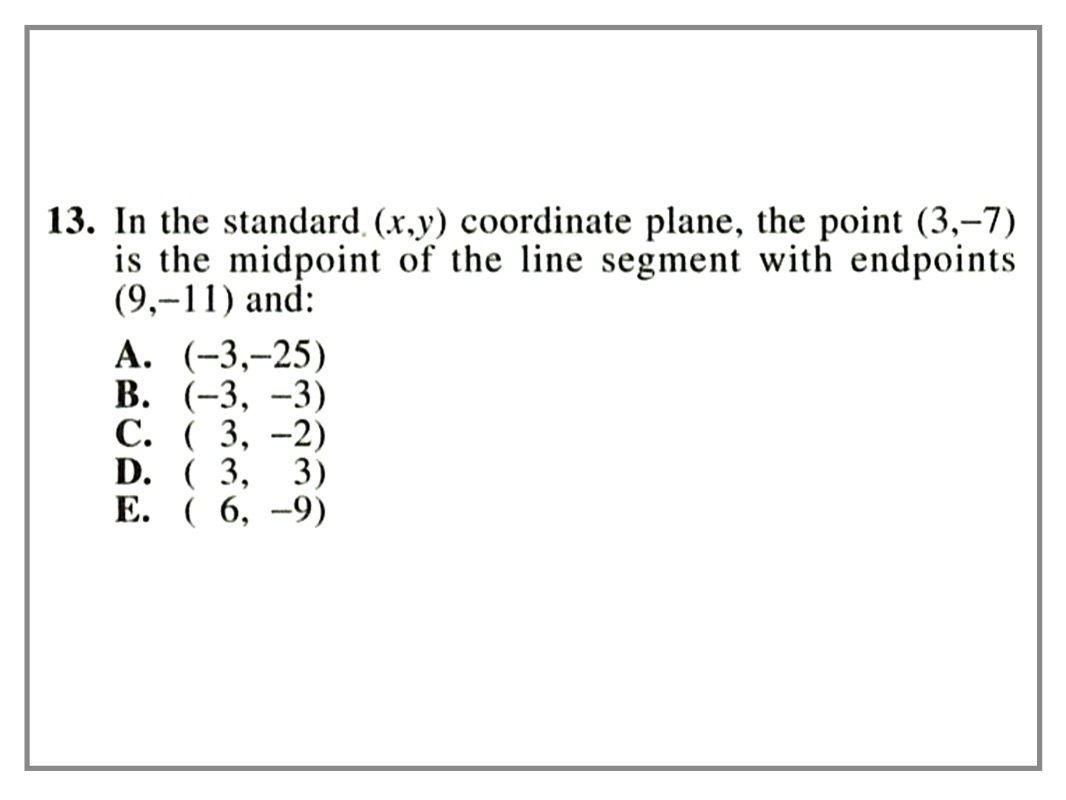 13. In the standard (x,y) coordinate plane, the point (3,–7)
is the midpoint of the line segment with endpoints
(9,–11) and:
A. (–3,–25)
B. (–3, –3)
C. ( 3, –2)
D. ( 3, 3)
E. ( 6, –9)